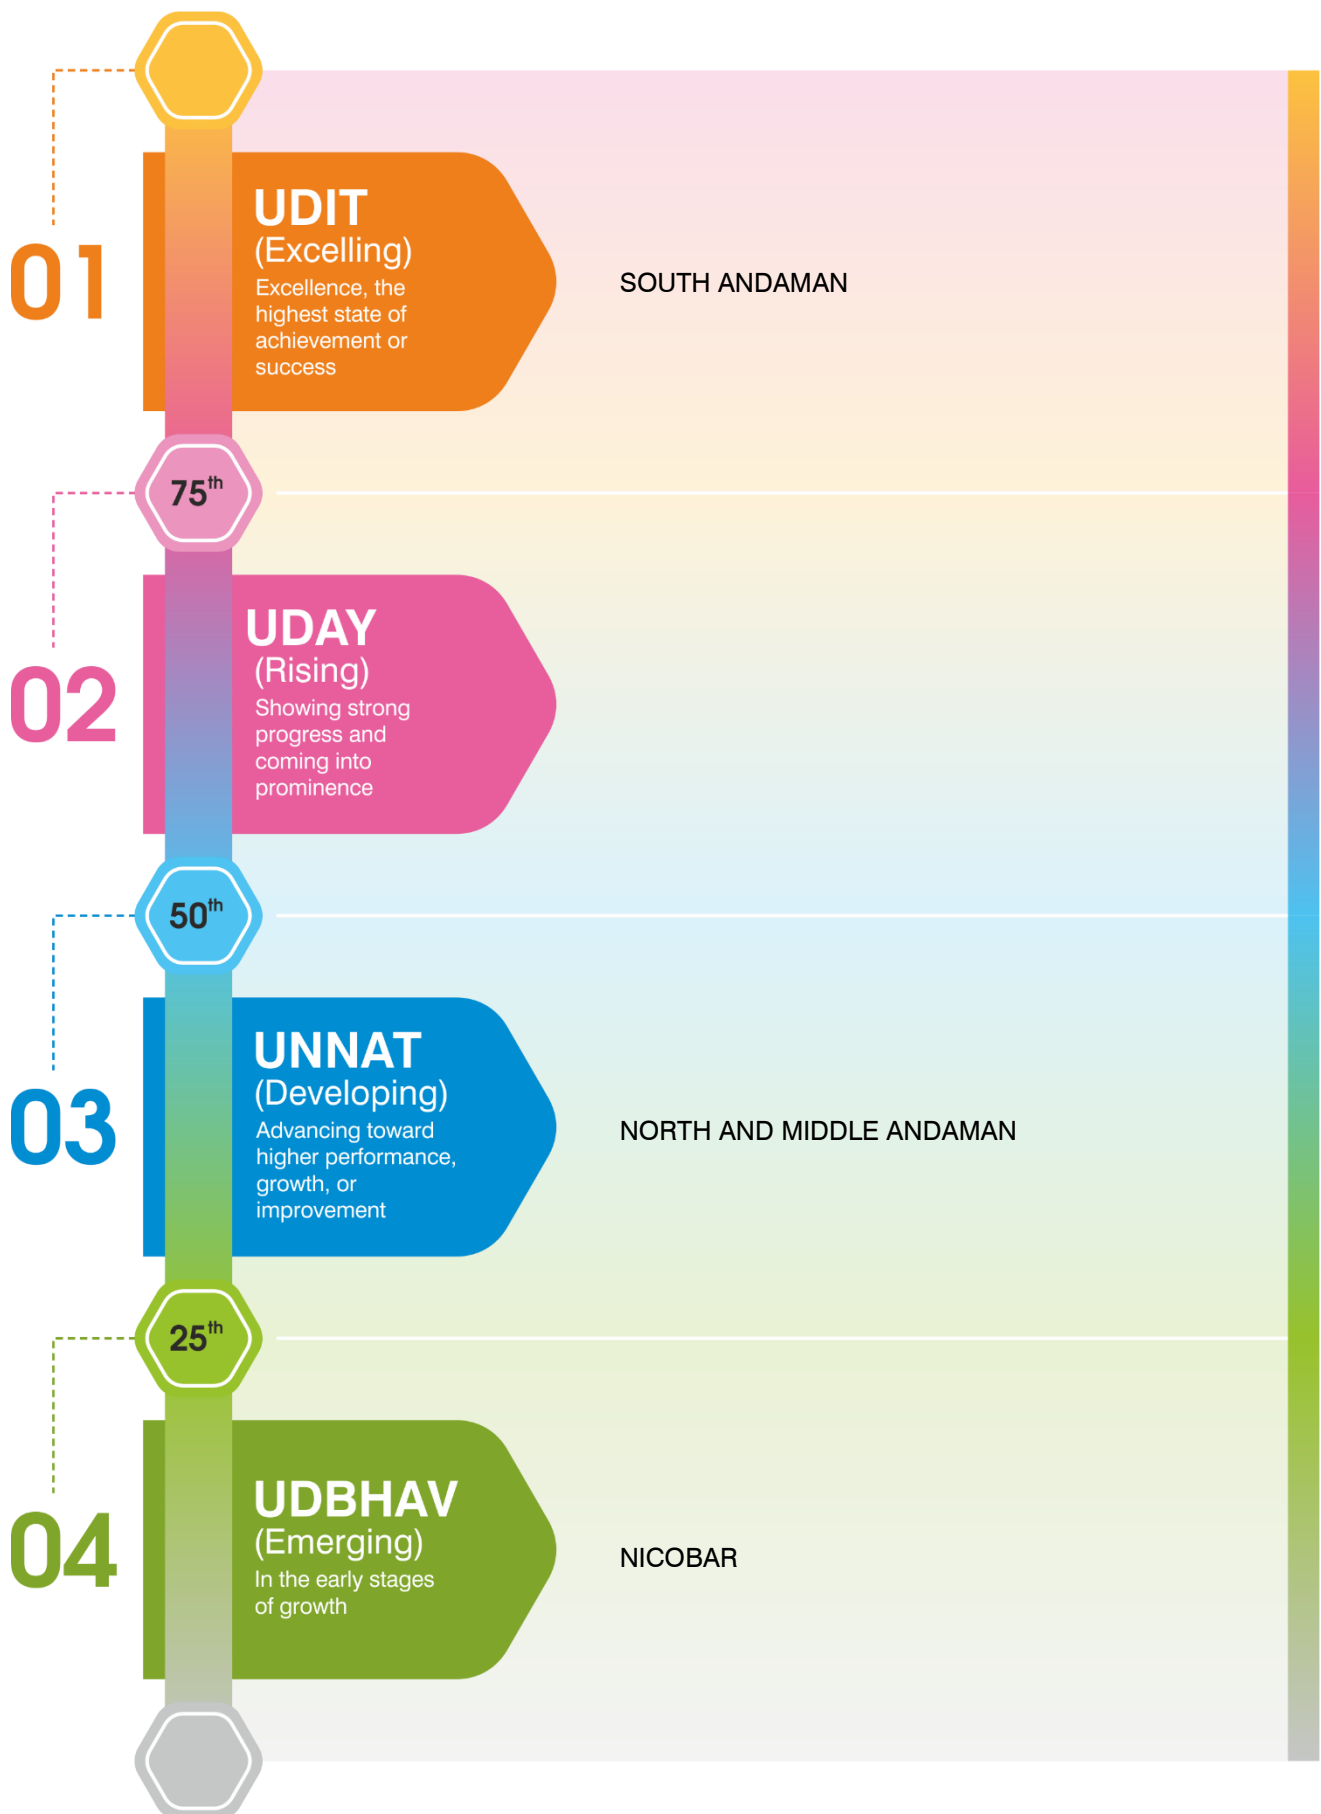 01
UDIT
(Excelling)
Excellence, the
highest state of
achievement or
success
SOUTH ANDAMAN
75th
02
UDAY
(Rising)
Showing strong
progress and
coming into
prominence
50th
03
UNNAT
(Developing)
Advancing toward
higher performance,
growth, or
improvement
NORTH AND MIDDLE ANDAMAN
25th
04
UDBHAV
(Emerging)
In the early stages
of growth
NICOBAR